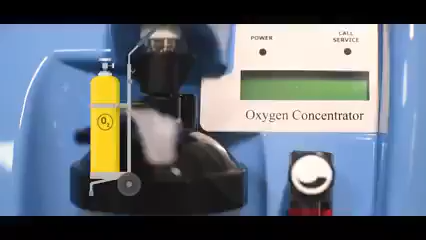 POWER
CALL
SERVICE
Oxygen Concentrator
O₂